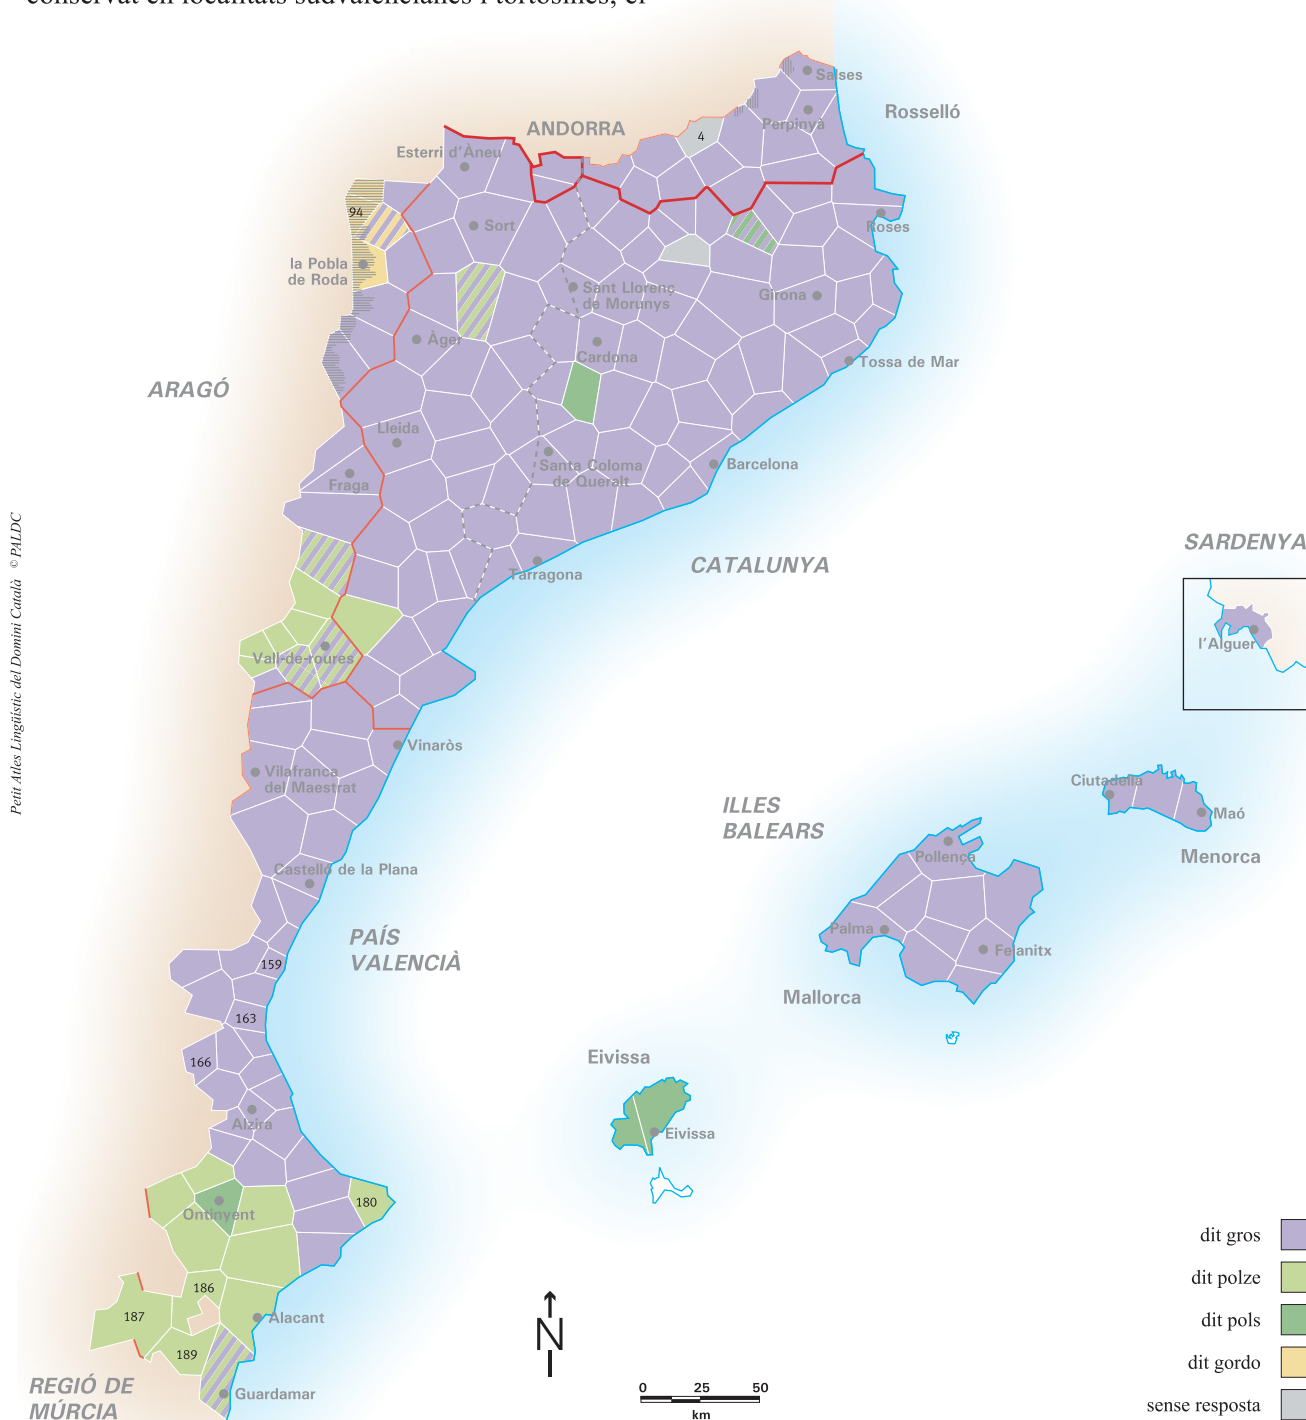 conservat en localitats sudvalencianes i tortosines, el
Salses
Rosselló
ANDORRA
4
Perpinyà
Esterri d'Àneu
94
Sort
Roses
la Pobla
de Roda
Sant Llorenç
de Morunys
Girona
Àger
Cardona
Tossa de Mar
ARAGÓ
Lleida
Santa Coloma
de Queralt
Barcelona
Fraga
Petit Atles Lingüístic del Domini Català © PALDC
SARDENYA
CATALUNYA
Tarragona
l'Alguer
Vall-de-roures
Vinaròs
Vilafranca
del Maestrat
Ciutadella
ILLES
BALEARS
Maó
Menorca
Pollença
Castelló de la Plana
Palma
PAÍS
VALENCIÀ
Felanitx
159
Mallorca
163
Eivissa
166
Alzira
Eivissa
180
Ontinyent
dit gros
186
dit polze
187
Alacant
dit pols
N
189
dit gordo
REGIÓ DE
MÚRCIA
Guardamar
0 25 50
km
sense resposta